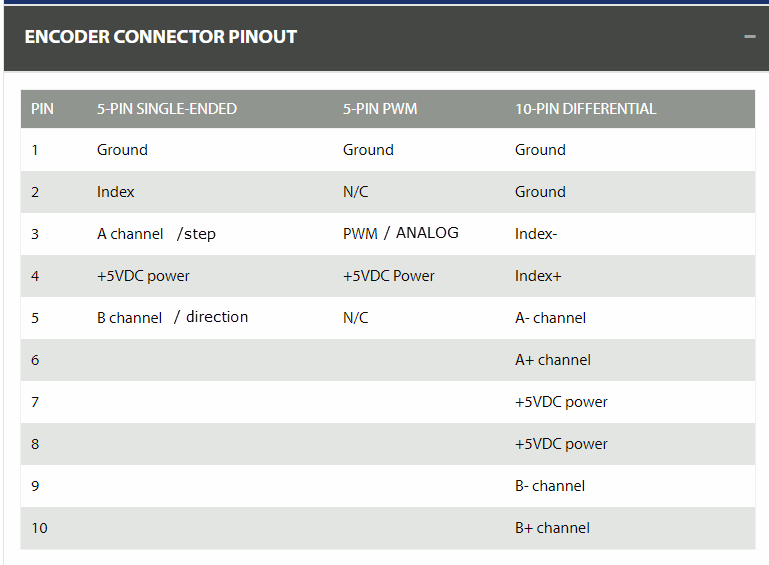 ENCODER CONNECTOR PINOUT
PIN 5-PIN SINGLE-ENDED 5-PIN PWM 10-PIN DIFFERENTIAL
1 Ground Ground Ground
2 Index N/C Ground
3 A channel /step PWM / ANALOG Index-
4 +5VDC power +5VDC Power Index+
5 B channel / direction N/C A- channel
6 A+ channel
7 +5VDC power
8 +5VDC power
9 B- channel
10 B+ channel